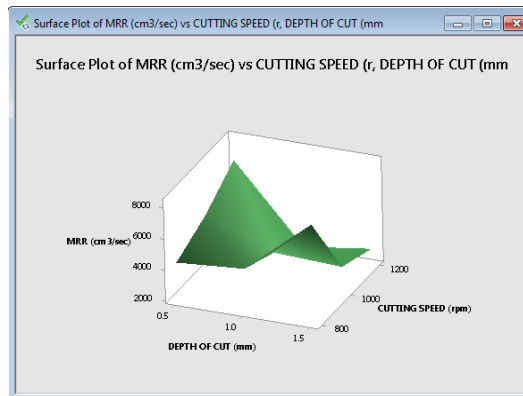 Surface Plot of MRR (cm3/sec) vs CUTTING SPEED (r, DEPTH OF CUT (mm
Surface Plot of MRR (cm3/sec) vs CUTTING SPEED (r, DEPTH OF CUT (mm
8000
MRR (cm3/sec) 6000
4000
2000
0.5
1.0
1.5
DEPTH OF CUT (mm)
800
1000
1200
CUTTING SPEED (rpm)